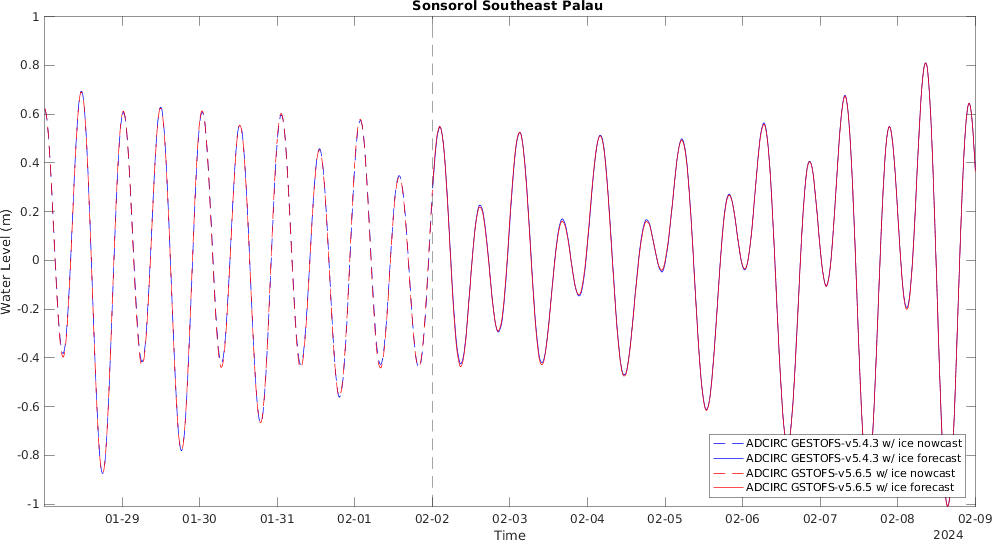 Sonsorol Southeast Palau
1
0.8
0.6
0.4
0.2
0
-0.2
-0.4
-0.6
-0.8
-1
Water Level (m)
ADCIRC GESTOFS-v5.4.3 w/ ice nowcast
ADCIRC GESTOFS-v5.4.3 w/ ice forecast
ADCIRC GSTOFS-v5.6.5 w/ ice nowcast
ADCIRC GSTOFS-v5.6.5 w/ ice forecast
01-29 01-30 01-31 02-01 02-02 02-03 02-04 02-05 02-06 02-07 02-08 02-09
Time
2024